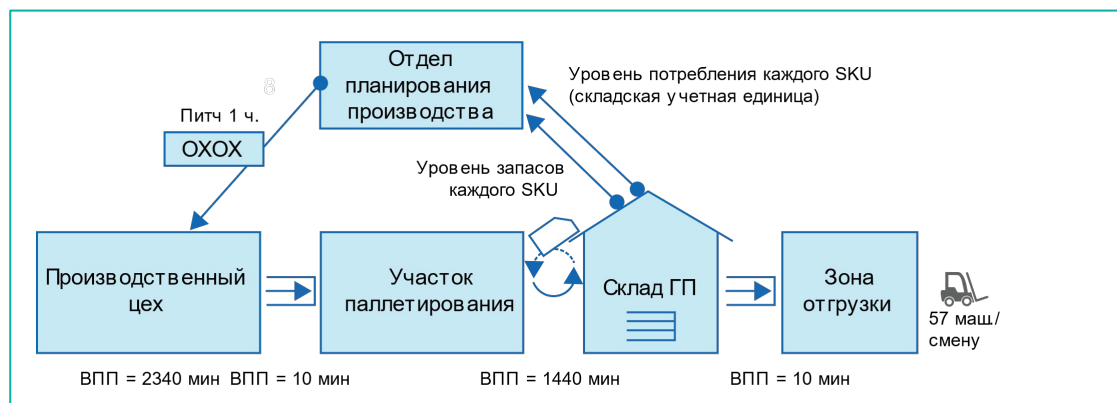 Отдел
планирования
производства
Уровень потребления каждого SKU
(складская учетная единица)
8
Питч 1 ч.
OXOX
Уровень запасов
каждого SKU
Производственный
цех
Участок
паллетирования
Склад ГП
Зона
отгрузки
57 маш/
смену
ВПП = 2340 мин
ВПП = 10 мин
ВПП = 1440 мин
ВПП = 10 мин